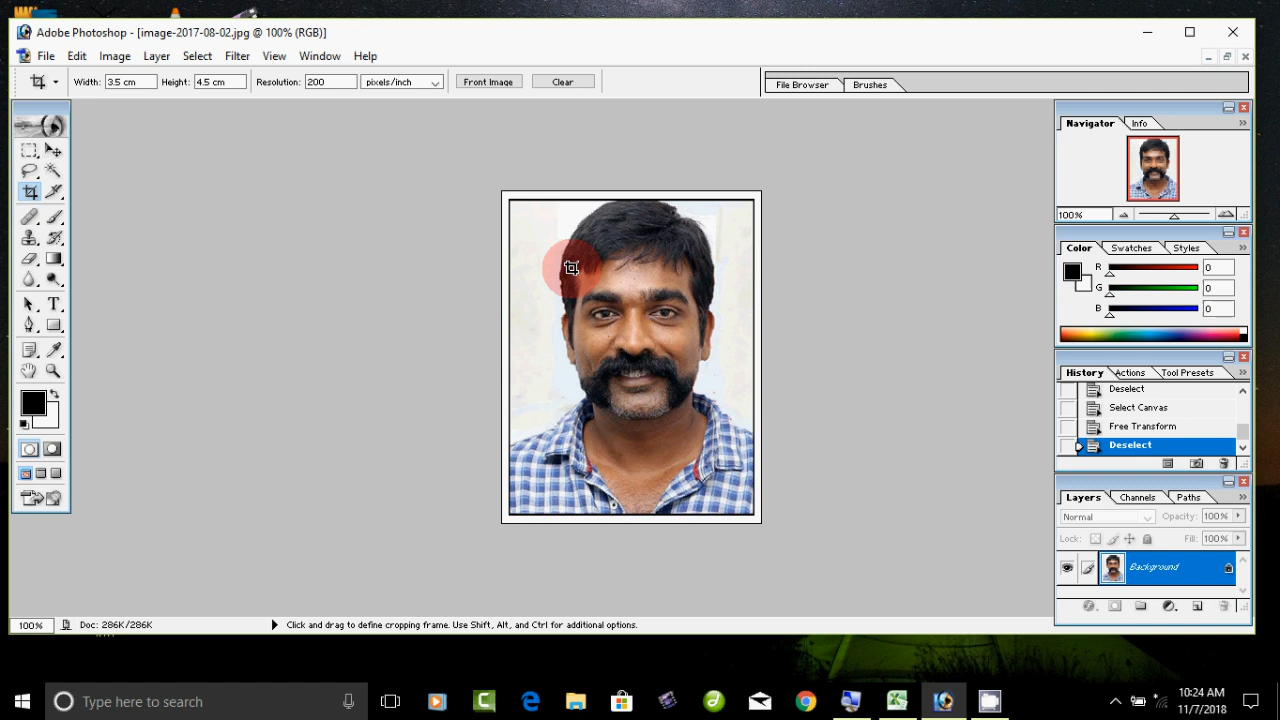 Adobe Photoshop - [image-2017-08-02.jpg @ 100% (RGB)]
File Edit Image Layer Select Filter View Window Help
Width: 3.5 cm Height: 4.5 cm Resolution: 200 pixels/inch Front Image Clear File Browser Brushes
Navigator Info
100%
Color Swatches Styles
R 0
G 0
B 0
History Actions Tool Presets
Deselect
Select Canvas
Free Transform
Deselect
Layers Channels Paths
Normal Opacity: 100%
Lock: Fill: 100%
Background
100% Doc: 286K/286K Click and drag to define cropping frame. Use Shift, Alt, and Ctrl for additional options.
Type here to search
10:24 AM
11/7/2018